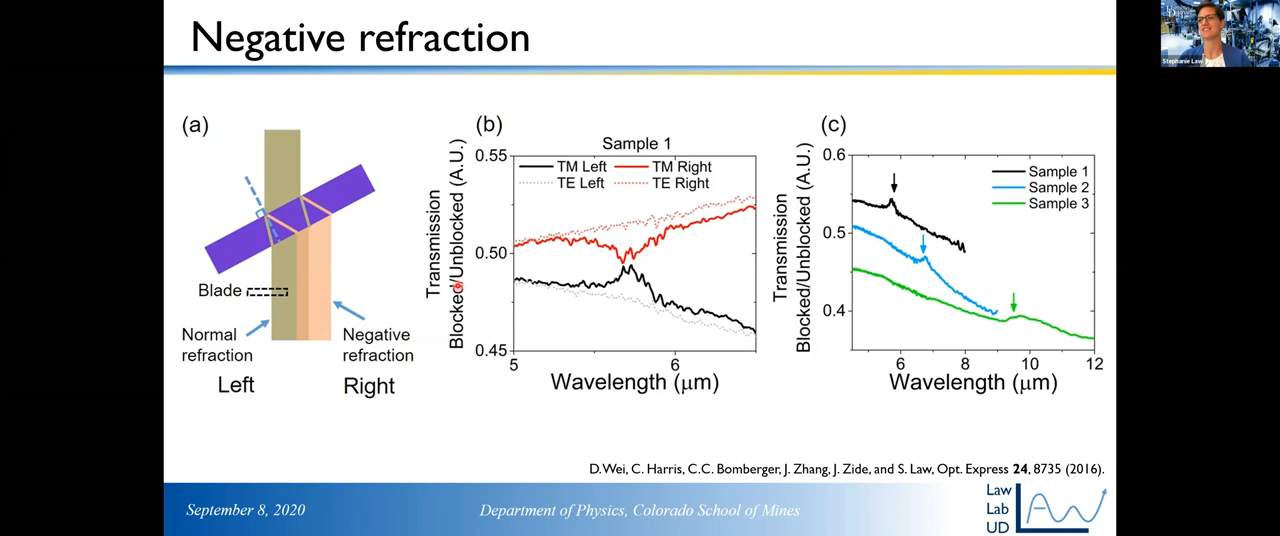 Negative refraction
Stephanie Law
(a)
Blade
Normal
refraction
Negative
refraction
Left
Right
(b)
Sample 1
TM Left
TM Right
TE Left
TE Right
0.55
0.50
0.45
5
6
Transmission
Blocked/Unblocked (A.U.)
Wavelength (μm)
(c)
Sample 1
Sample 2
Sample 3
0.6
0.5
0.4
6
8
10
12
Transmission
Blocked/Unblocked (A.U.)
Wavelength (μm)
D. Wei, C. Harris, C.C. Bomberger, J. Zhang, J. Zide, and S. Law, Opt. Express 24, 8735 (2016).
September 8, 2020
Department of Physics, Colorado School of Mines
Law
Lab
UD